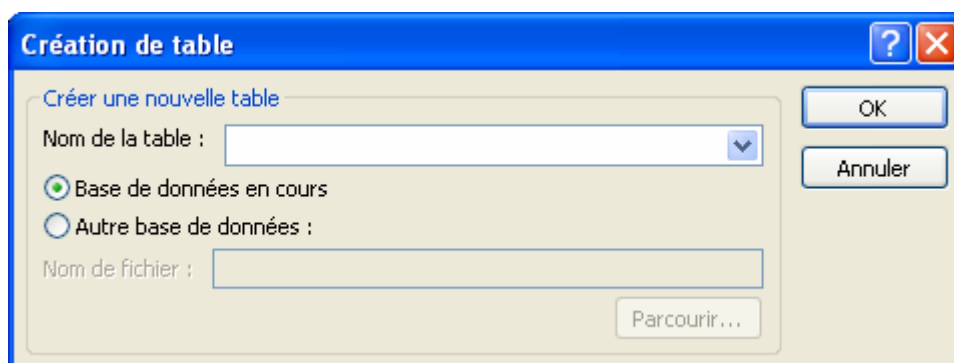 Création de table
Créer une nouvelle table
OK
Nom de la table :
Annuler
Base de données en cours
Autre base de données :
Nom de fichier :
Parcourir...